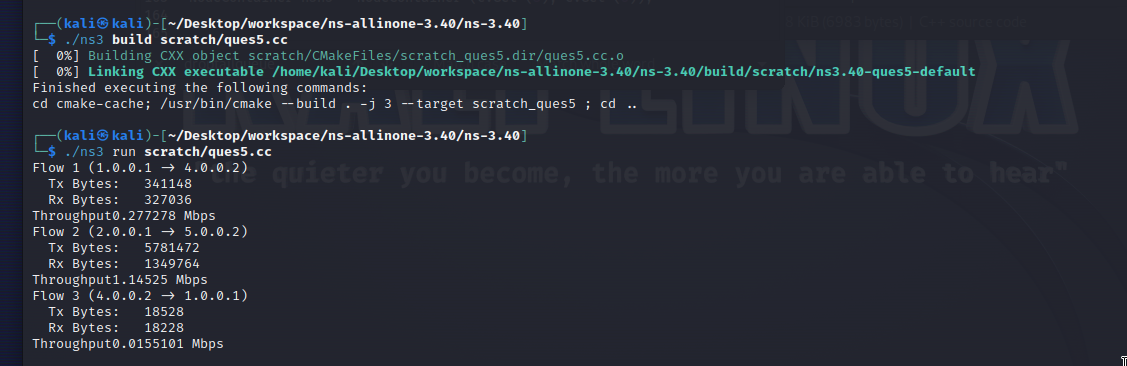 ┌──(kali㉿kali)-[~/Desktop/workspace/ns-allinone-3.40/ns-3.40]
└─$ ./ns3 build scratch/ques5.cc
[  0%] Building CXX object scratch/CMakeFiles/scratch_ques5.dir/ques5.cc.o
[  0%] Linking CXX executable /home/kali/Desktop/workspace/ns-allinone-3.40/ns-3.40/build/scratch/ns3.40-ques5-default
Finished executing the following commands:
cd cmake-cache; /usr/bin/cmake --build . -j 3 --target scratch_ques5 ; cd ..
┌──(kali㉿kali)-[~/Desktop/workspace/ns-allinone-3.40/ns-3.40]
└─$ ./ns3 run scratch/ques5.cc
Flow 1 (1.0.0.1 → 4.0.0.2)
  Tx Bytes:   341148
  Rx Bytes:   327036
Throughput0.277278 Mbps
Flow 2 (2.0.0.1 → 5.0.0.2)
  Tx Bytes:   5781472
  Rx Bytes:   1349764
Throughput1.14525 Mbps
Flow 3 (4.0.0.2 → 1.0.0.1)
  Tx Bytes:   18528
  Rx Bytes:   18228
Throughput0.0155101 Mbps
the quieter you become, the more you are able to hear"